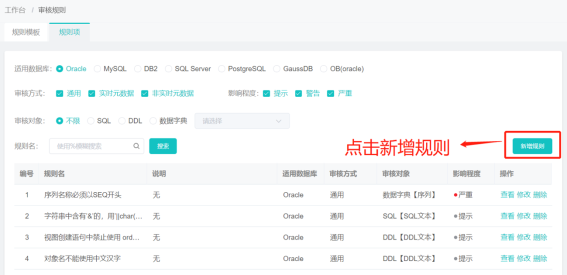 工作台 / 审核规则
规则模板 规则项
适用数据库: Oracle MySQL DB2 SQL Server PostgreSQL GaussDB OB(oracle)
审核方式: 通用 实时元数据 非实时元数据 影响程度: 提示 警告 严重
审核对象: 不限 SQL DDL 数据字典 请选择
规则名: 搜索 点击新增规则 新增规则
编号 规则名 说明 适用数据库 审核方式 审核对象 影响程度 操作
1 序列名称必须以SEQ开头 无 Oracle 通用 数据字典【序列】 严重 查看 修改 删除
2 字符串中含有'&'的，用'||char(... 无 Oracle 通用 SQL【SQL文本】 提示 查看 修改 删除
3 视图创建语句中禁止使用 ord... 无 Oracle 通用 DDL【DDL文本】 提示 查看 修改 删除
4 对象名不能使用中文汉字 无 Oracle 通用 DDL【DDL文本】 提示 查看 修改 删除